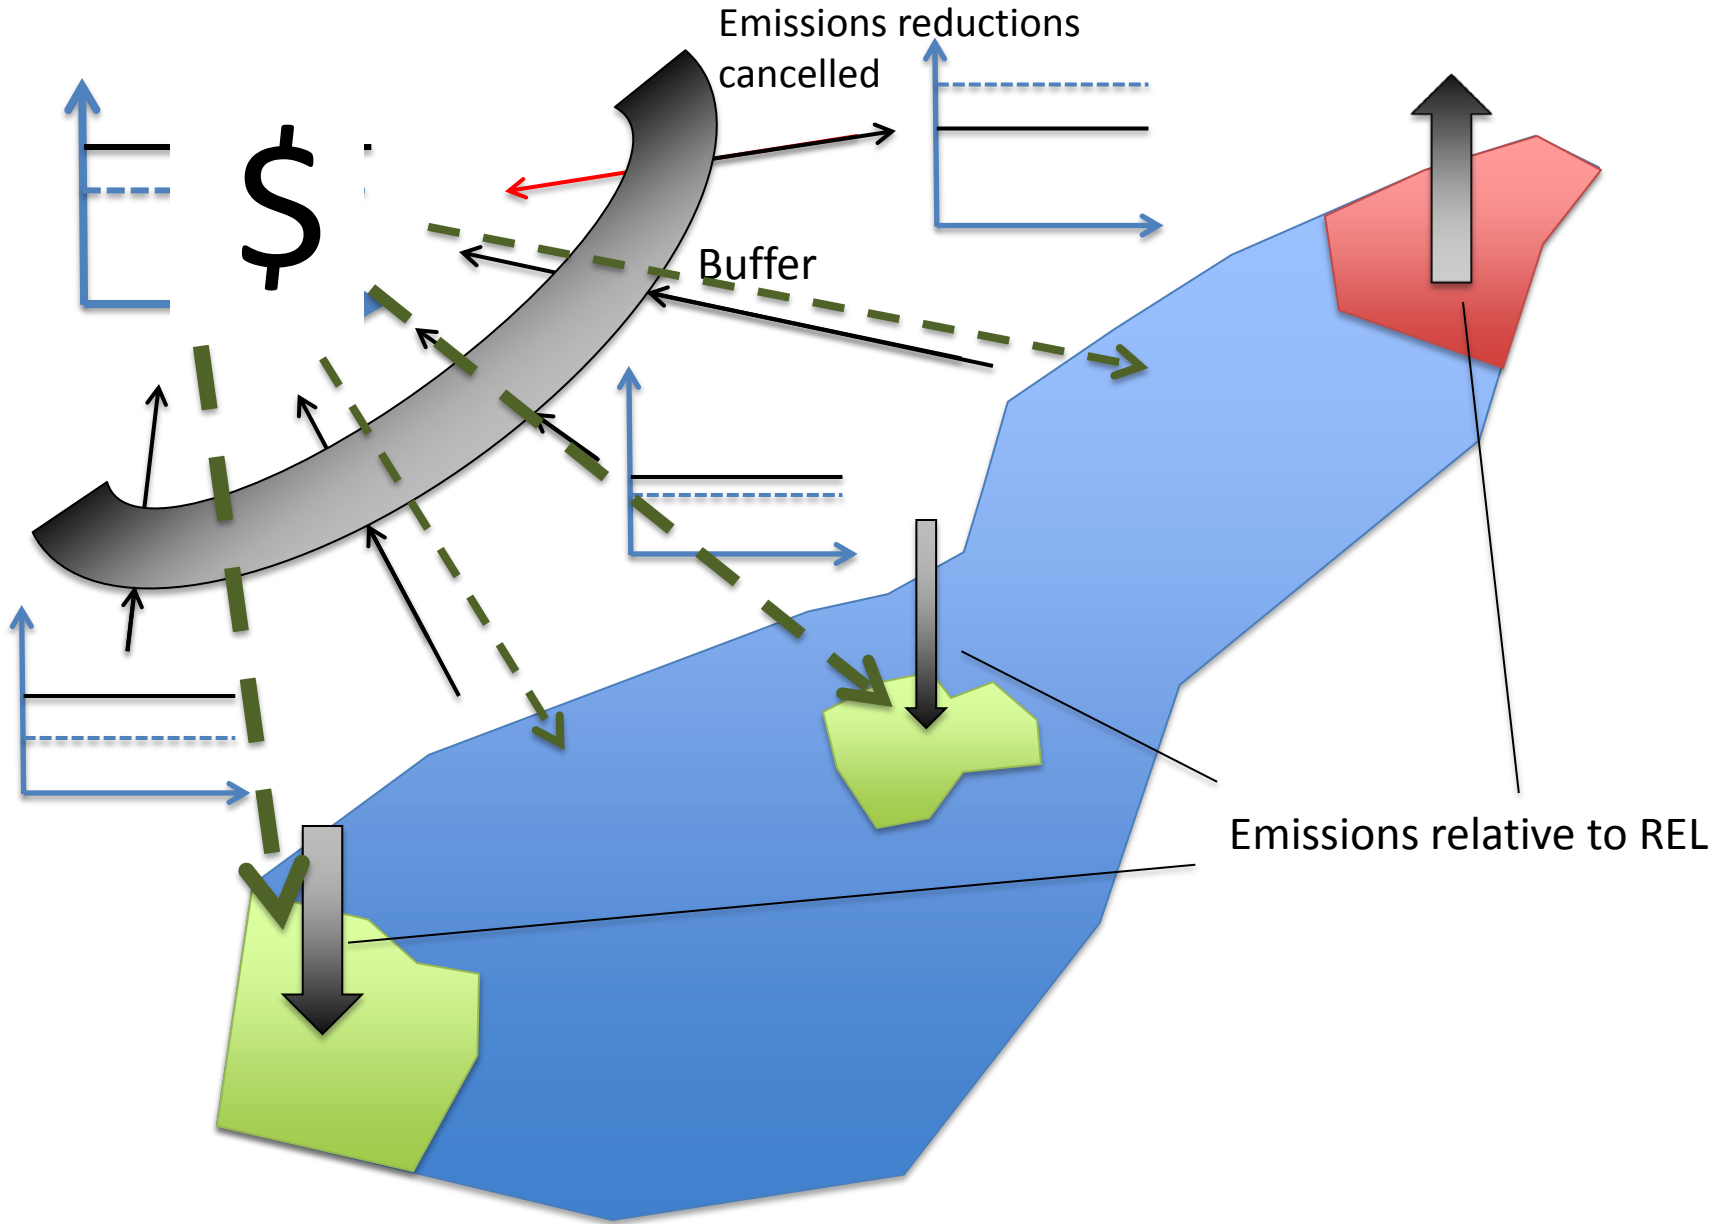 Emissions reductions
cancelled
$
Buffer
Emissions relative to REL